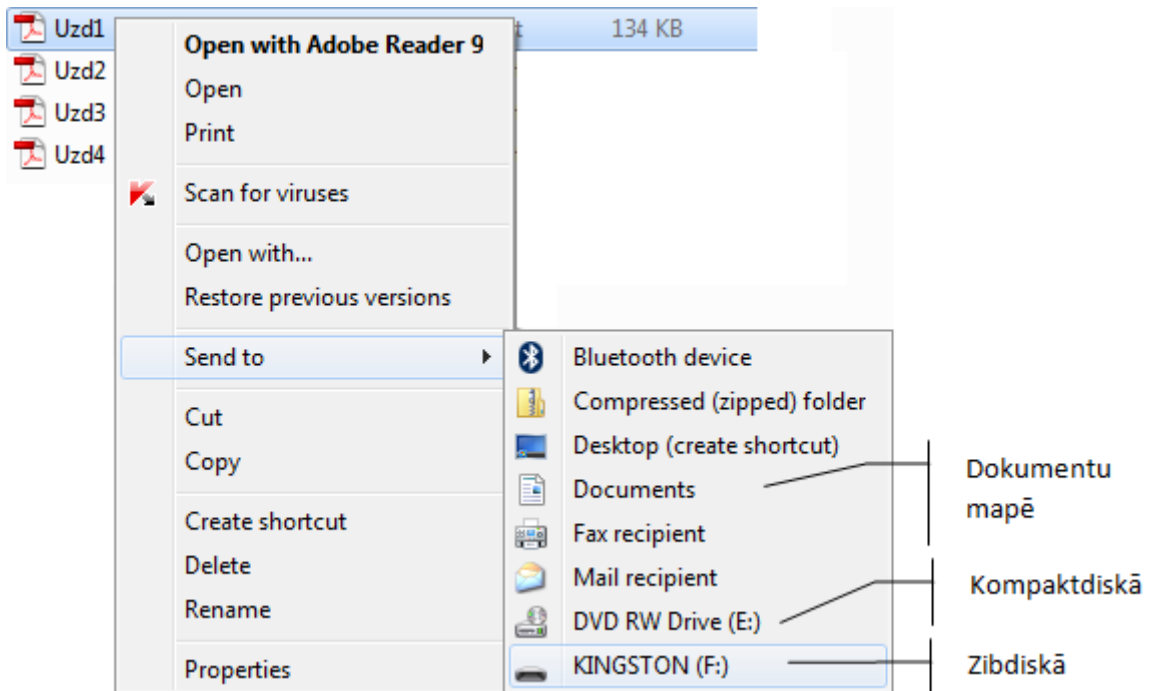 Uzd1
t
134 KB
Uzd2
Uzd3
Uzd4
Open with Adobe Reader 9
Open
Print
Scan for viruses
Open with...
Restore previous versions
Send to
Cut
Copy
Create shortcut
Delete
Rename
Properties
Bluetooth device
Compressed (zipped) folder
Desktop (create shortcut)
Documents
Fax recipient
Mail recipient
DVD RW Drive (E:)
KINGSTON (F:)
Dokumentu
mapē
Kompaktdiskā
Zibdiskā